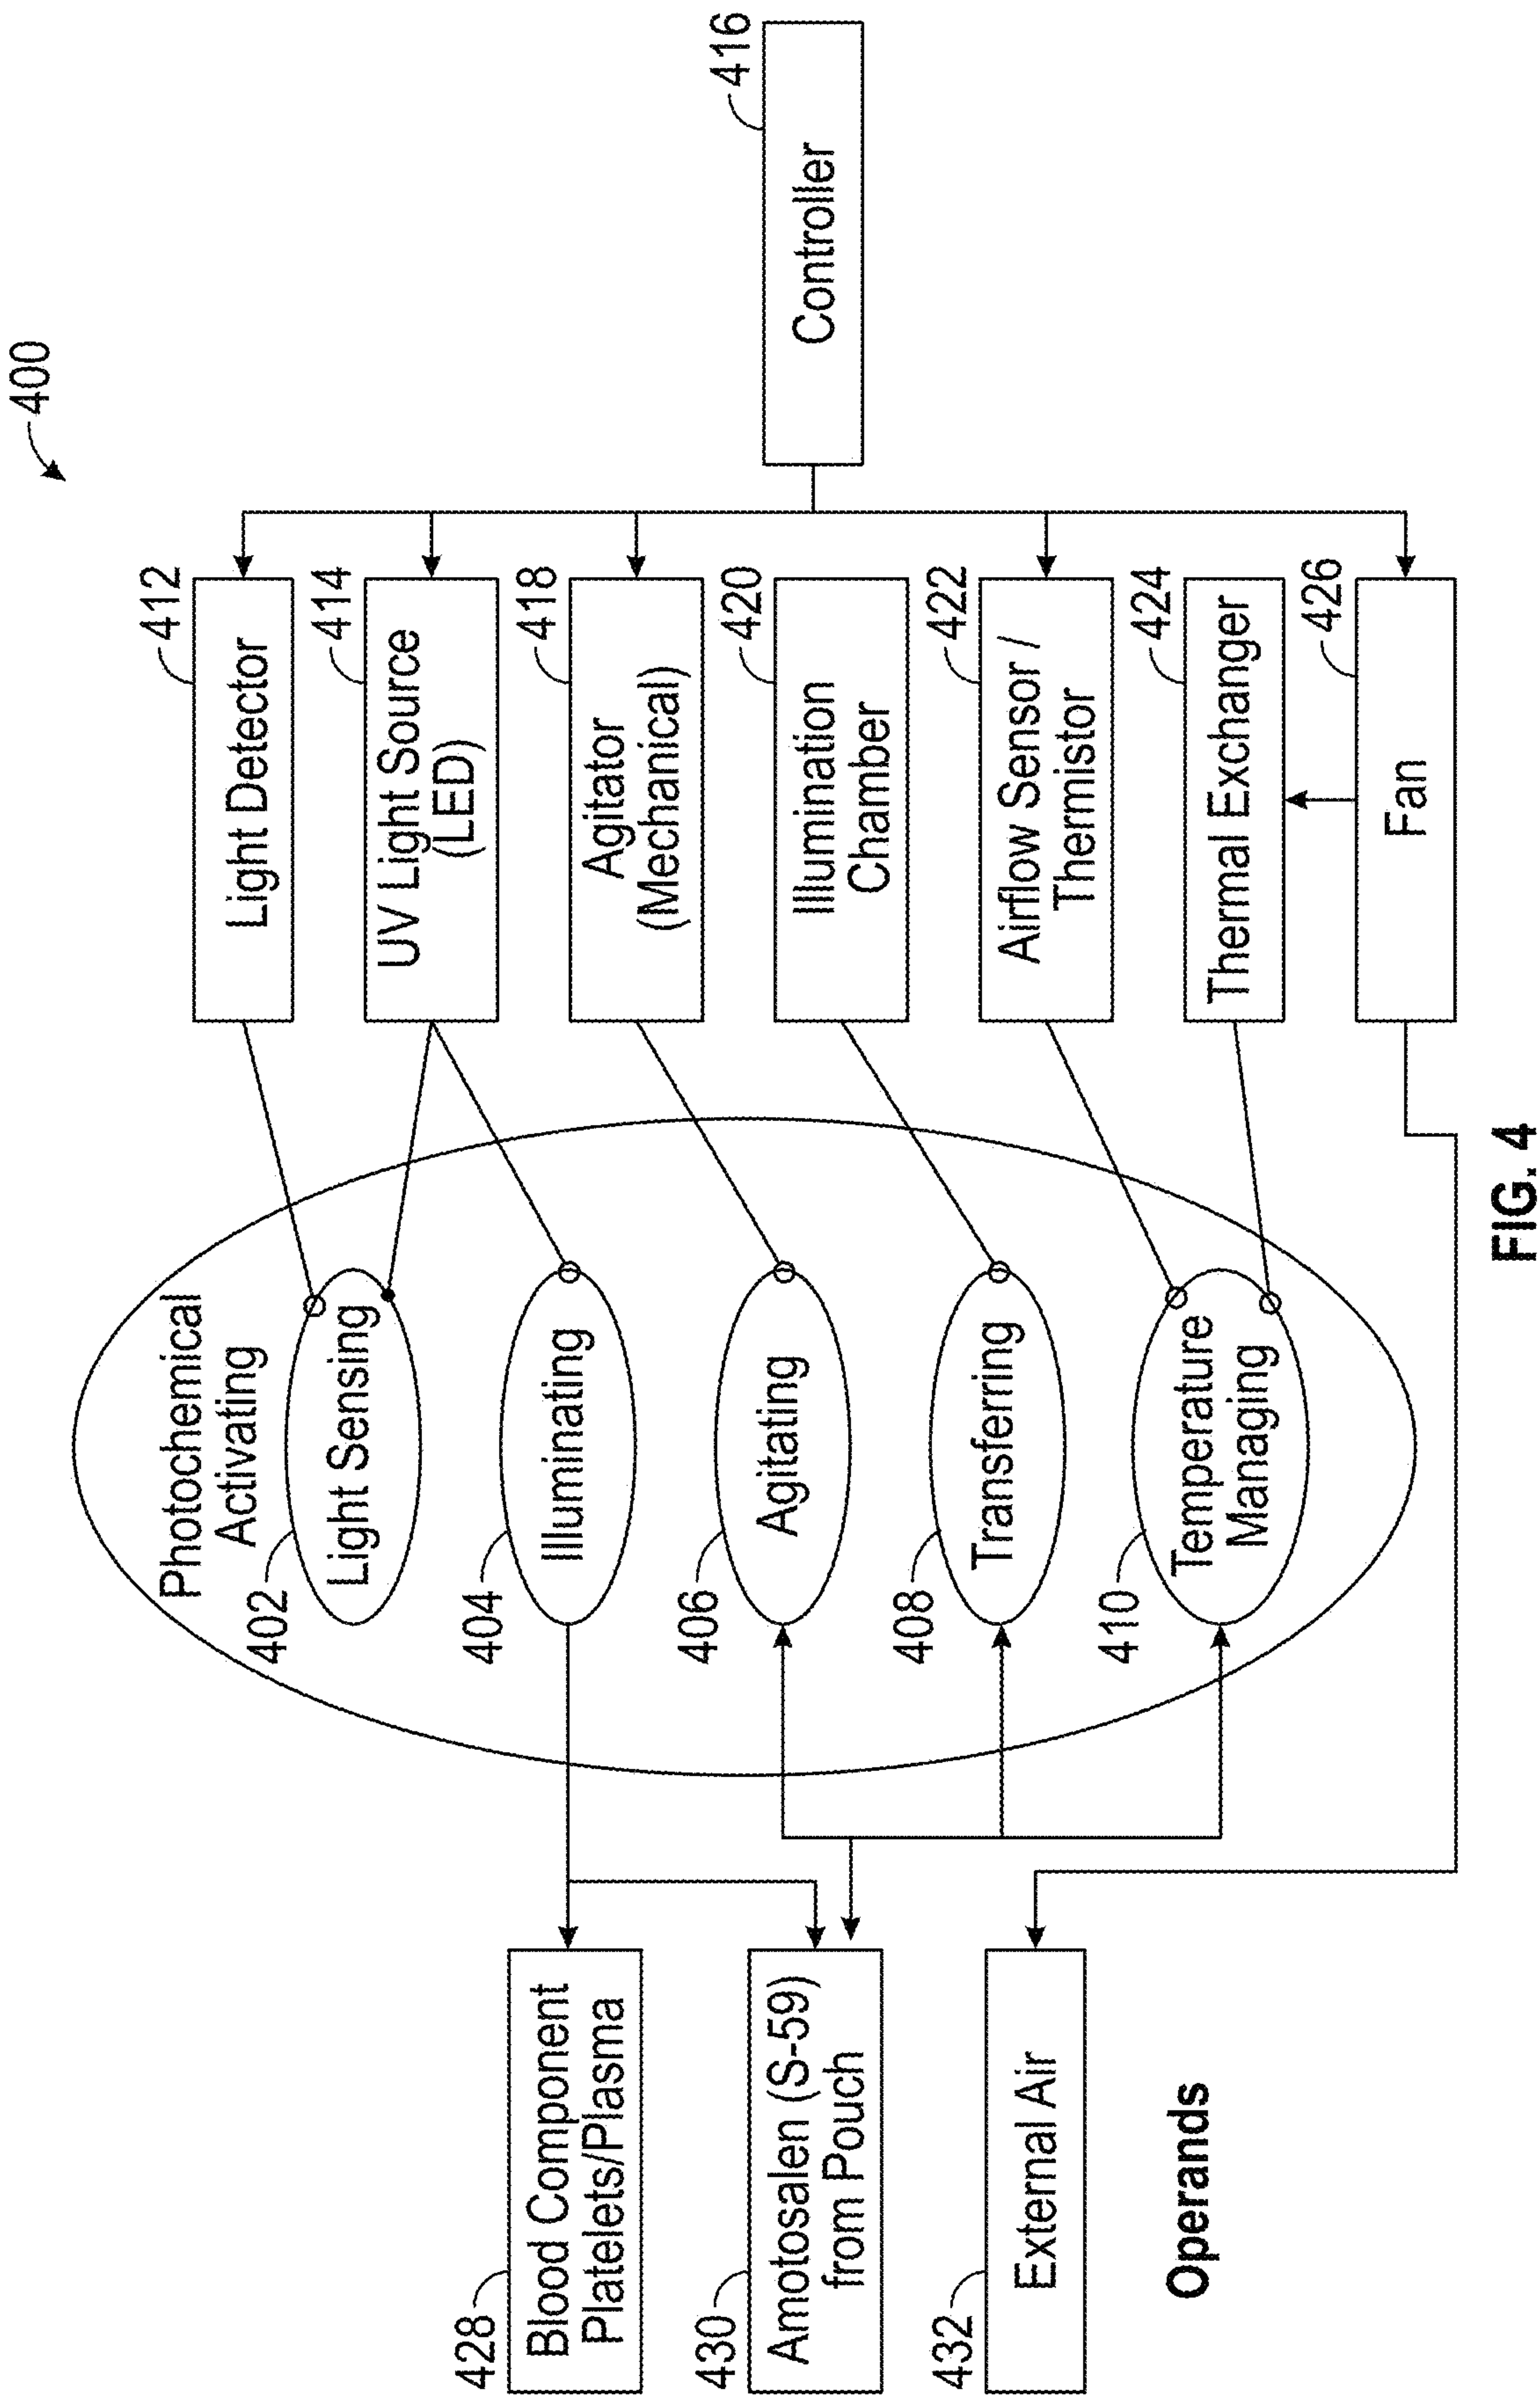 400
428
Blood Component
Platelets/Plasma
430
Amotosalen (S-59)
from Pouch
432
External Air
Operands
Photochemical
Activating
402
Light Sensing
404
Illuminating
406
Agitating
408
Transferring
410
Temperature
Managing
412
Light Detector
414
UV Light Source
(LED)
418
Agitator
(Mechanical)
420
Illumination
Chamber
422
Airflow Sensor /
Thermistor
424
Thermal Exchanger
426
Fan
416
Controller
FIG. 4